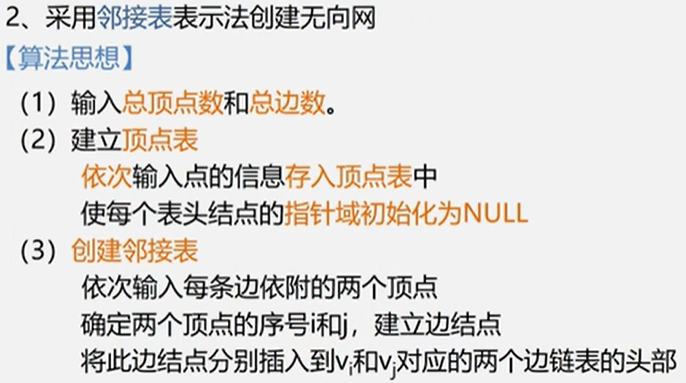 2、采用邻接表表示法创建无向网
【算法思想】
（1）输入总顶点数和总边数。
（2）建立顶点表
依次输入点的信息存入顶点表中
使每个表头结点的指针域初始化为NULL
（3）创建邻接表
依次输入每条边依附的两个顶点
确定两个顶点的序号i和j，建立边结点
将此边结点分别插入到vi和vj对应的两个边链表的头部